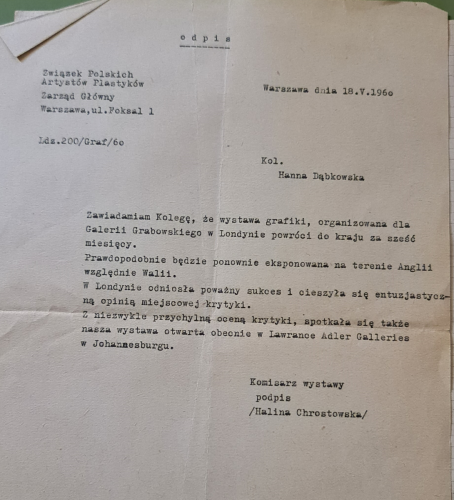 o d p i s
Związek Polskich
Artystów Plastyków
Zarząd Główny
Warszawa,ul.Foksal 1
Warszawa dnia 18.V.196o
Ldz.200/Graf/6o
Kol.
Hanna Dąbkowska
Zawiadamiam Kolegę, że wystawa grafiki, organizowana dla
Galerii Grabowskiego w Londynie powróci do kraju za sześć
miesięcy.
Prawdopodobnie będzie ponownie eksponowana na terenie Anglii
względnie Walii.
W Londynie odniosła poważny sukces i cieszyła się entuzjastycz-
ną opinią miejscowej krytyki.
Z niezwykle przychylną oceną krytyki, spotkała się także
nasza wystawa otwarta obecnie w Lawrance Adler Galleries
w Johannesburgu.
Komisarz wystawy
podpis
/Halina Chrostowska/